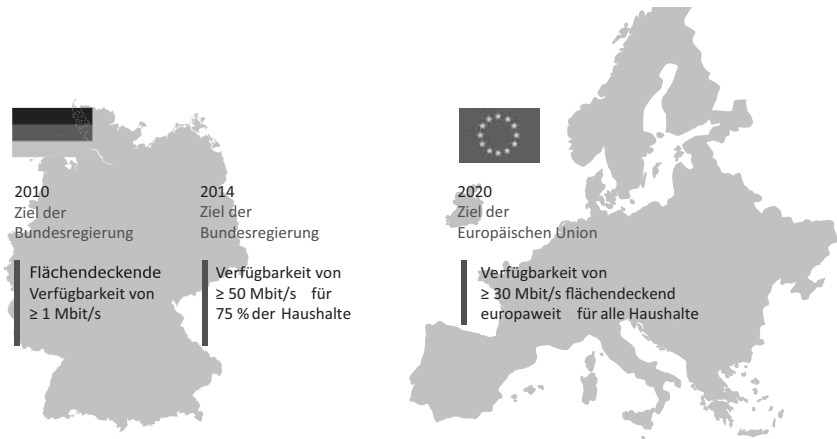 2010
Ziel der
Bundesregierung
Flächendeckende
Verfügbarkeit von
≥ 1 Mbit/s
2014
Ziel der
Bundesregierung
Verfügbarkeit von
≥ 50 Mbit/s für
75 % der Haushalte
2020
Ziel der
Europäischen Union
Verfügbarkeit von
≥ 30 Mbit/s flächendeckend
europaweit für alle Haushalte